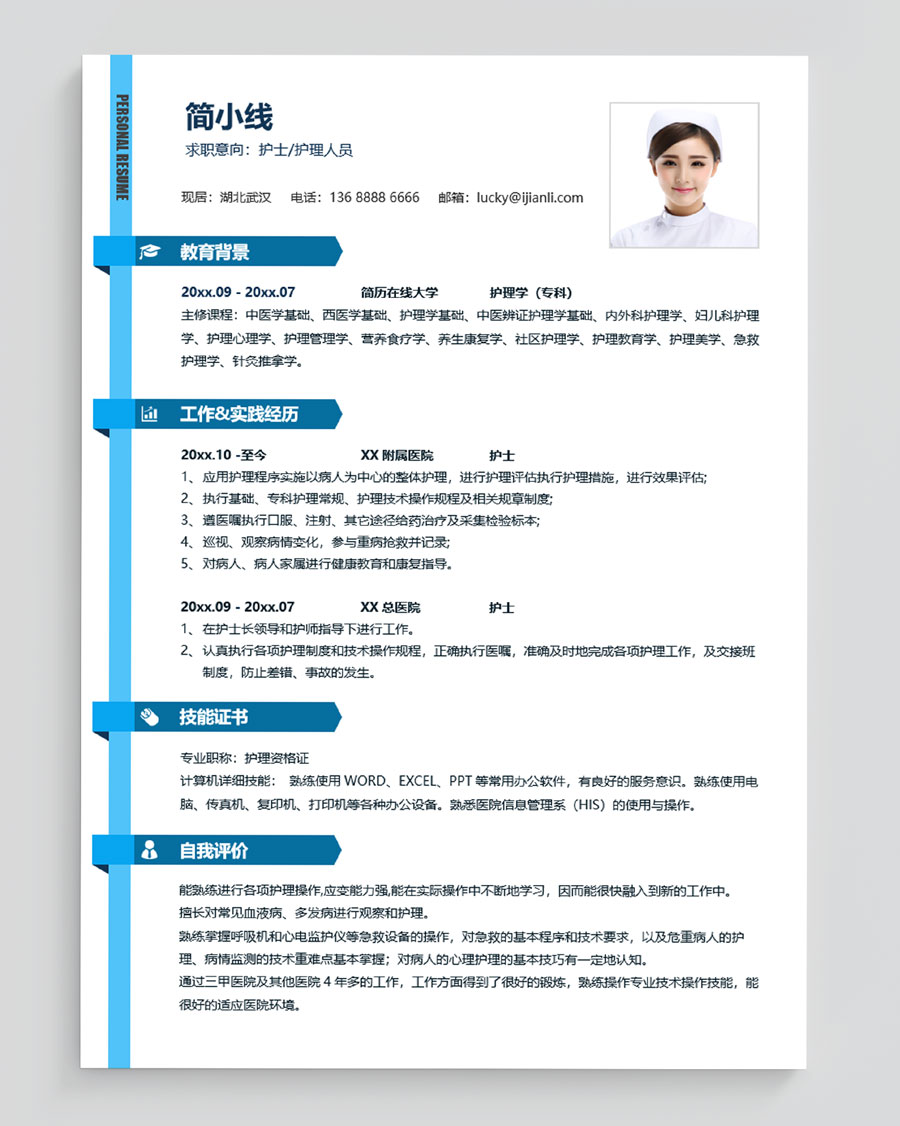 PERSONAL RESUME
简小线
求职意向：护士/护理人员
现居：湖北武汉 电话：136 8888 6666 邮箱：lucky@ijianli.com
教育背景
20xx.09 - 20xx.07 简历在线大学 护理学（专科）
主修课程：中医学基础、西医学基础、护理学基础、中医辨证护理学基础、内外科护理学、妇儿科护理
学、护理心理学、护理管理学、营养食疗学、养生康复学、社区护理学、护理教育学、护理美学、急救
护理学、针灸推拿学。
工作&实践经历
20xx.10 -至今 XX 附属医院 护士
1、 应用护理程序实施以病人为中心的整体护理，进行护理评估执行护理措施，进行效果评估;
2、 执行基础、专科护理常规、护理技术操作规程及相关规章制度;
3、 遵医嘱执行口服、注射、其它途径给药治疗及采集检验标本;
4、 巡视、观察病情变化，参与重病抢救并记录;
5、 对病人、病人家属进行健康教育和康复指导。
20xx.09 - 20xx.07 XX 总医院 护士
1、 在护士长领导和护师指导下进行工作。
2、 认真执行各项护理制度和技术操作规程，正确执行医嘱，准确及时地完成各项护理工作，及交接班
制度，防止差错、事故的发生。
技能证书
专业职称：护理资格证
计算机详细技能： 熟练使用 WORD、EXCEL、PPT 等常用办公软件，有良好的服务意识。熟练使用电
脑、传真机、复印机、打印机等各种办公设备。熟悉医院信息管理系（HIS）的使用与操作。
自我评价
能熟练进行各项护理操作,应变能力强,能在实际操作中不断地学习，因而能很快融入到新的工作中。
擅长对常见血液病、多发病进行观察和护理。
熟练掌握呼吸机和心电监护仪等急救设备的操作，对急救的基本程序和技术要求，以及危重病人的护
理、病情监测的技术重难点基本掌握；对病人的心理护理的基本技巧有一定地认知。
通过三甲医院及其他医院 4 年多的工作，工作方面得到了很好的锻炼，熟练操作专业技术操作技能，能
很好的适应医院环境。